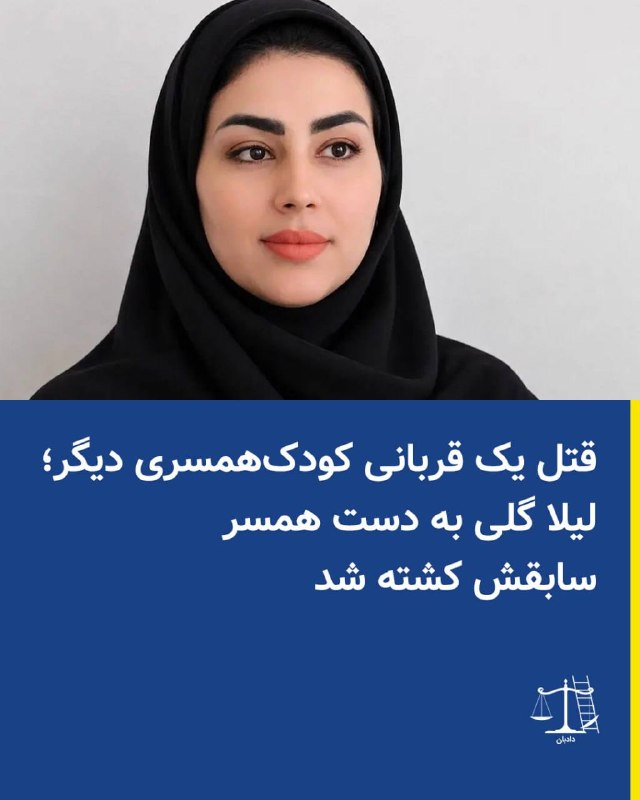 قتل یک قربانی کودک‌همسری دیگر؛
لیلا گلی به دست همسر
سابقش کشته شد
دادبان